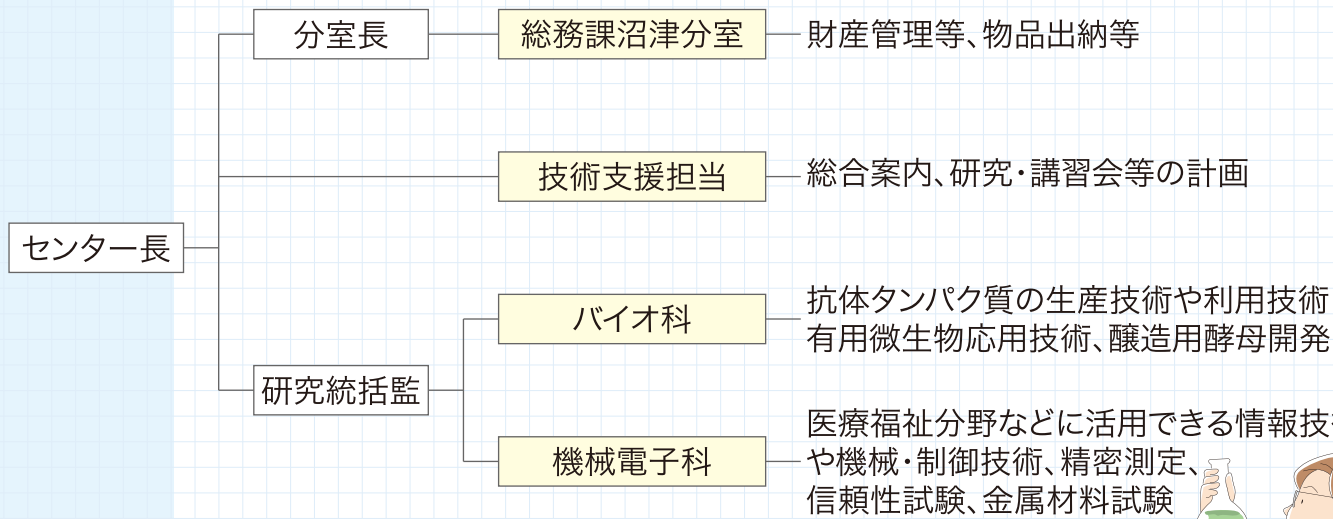 分室長
総務課沼津分室
財産管理等、物品出納等
技術支援担当
総合案内、研究・講習会等の計画
センター長
バイオ科
抗体タンパク質の生産技術や利用技術
有用微生物応用技術、醸造用酵母開発
研究統括監
機械電子科
医療福祉分野などに活用できる情報技
や機械・制御技術、精密測定、
信頼性試験、金属材料試験